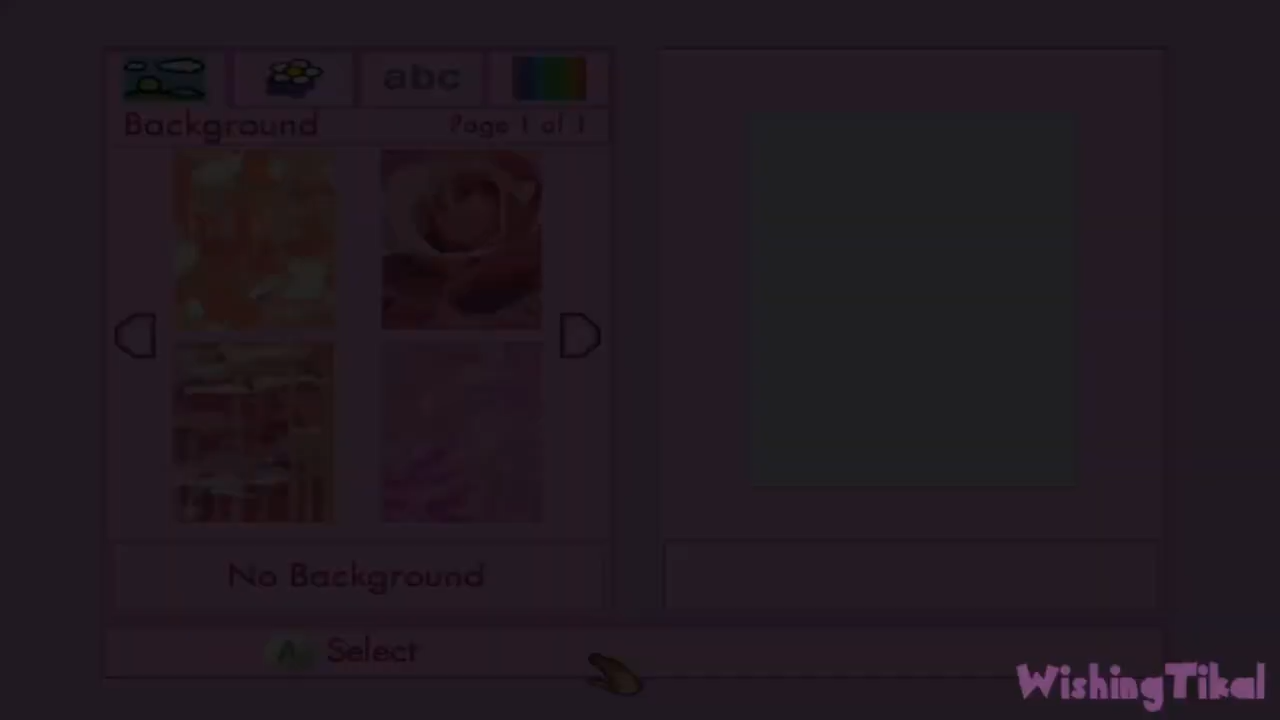 abc
Background
Page 1 of 1
No Background
A Select
WishingTikal